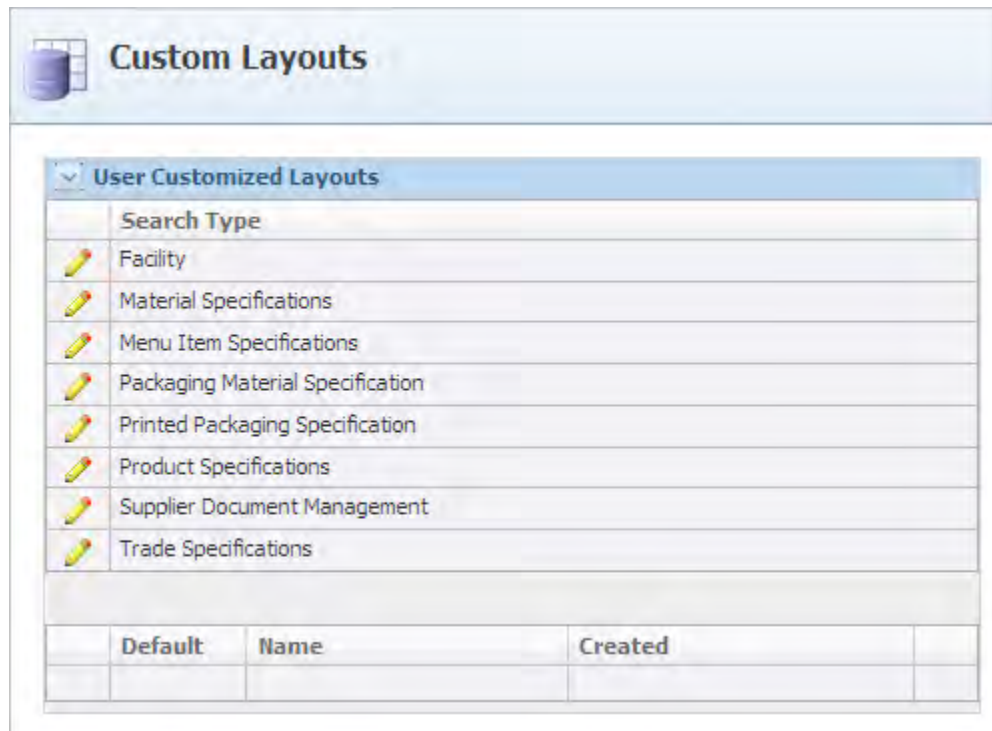 Custom Layouts
User Customized Layouts
Search Type
Facility
Material Specifications
Menu Item Specifications
Packaging Material Specification
Printed Packaging Specification
Product Specifications
Supplier Document Management
Trade Specifications
Default Name Created